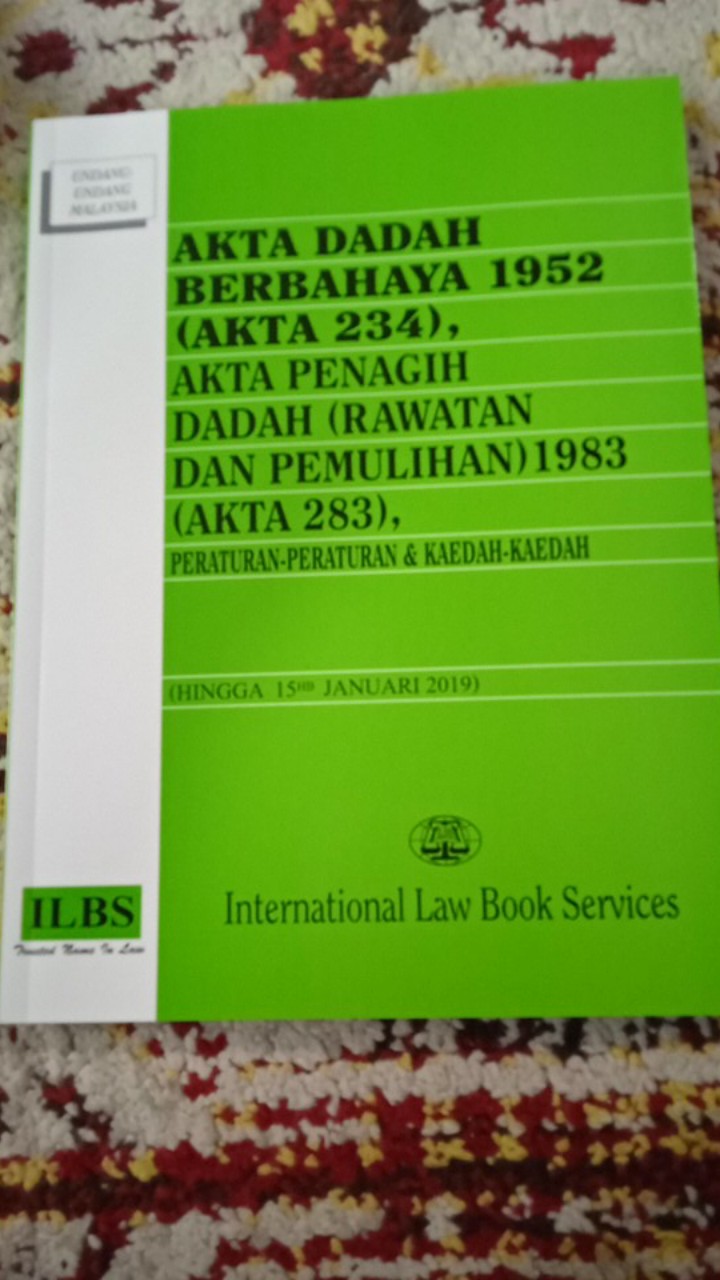 UNDANG-
UNDANG
MALAYSIA
AKTA DADAH
BERBAHAYA 1952
(AKTA 234),
AKTA PENAGIH
DADAH (RAWATAN
DAN PEMULIHAN)1983
(AKTA 283),
PERATURAN-PERATURAN & KAEDAH-KAEDAH
(HINGGA 15HB JANUARI 2019)
International Law Book Services
ILBS
Trusted Name In Law